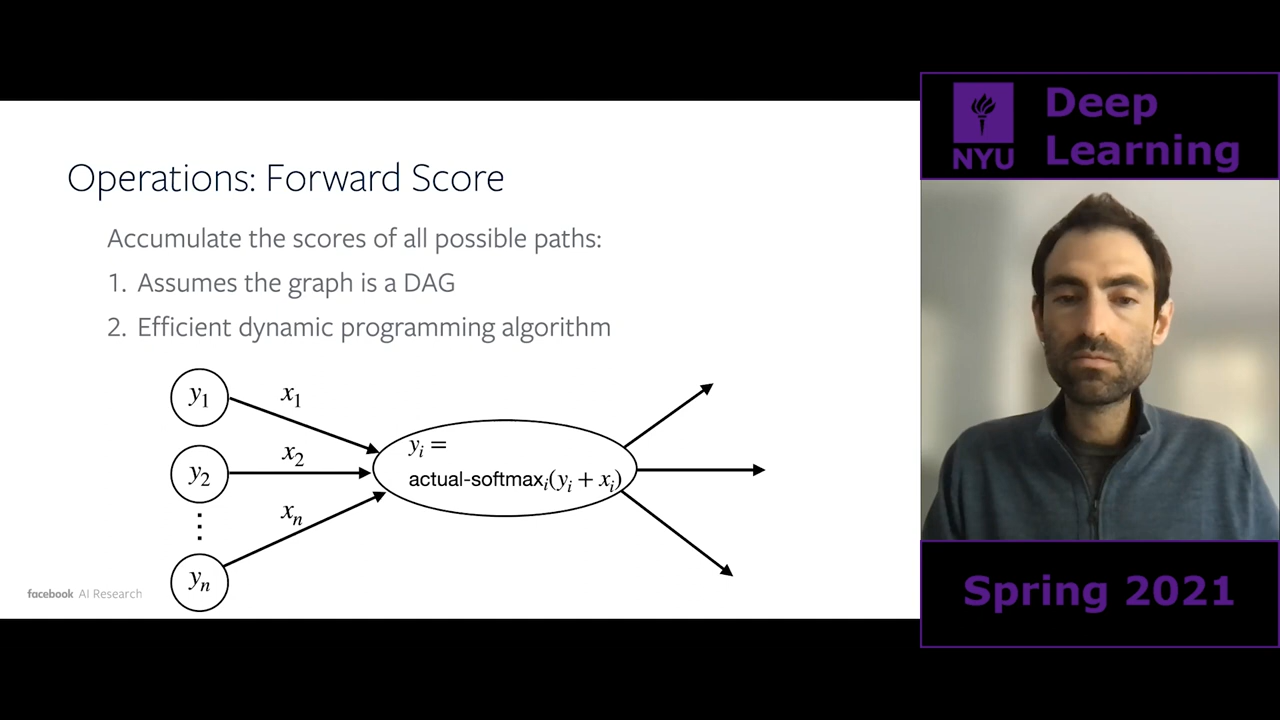 Operations: Forward Score
Accumulate the scores of all possible paths:
1. Assumes the graph is a DAG
2. Efficient dynamic programming algorithm
y₁
x₁
y₂
x₂
⋮
xₙ
yₙ
yᵢ =
actual-softmaxᵢ(yᵢ + xᵢ)
facebook AI Research
NYU
Deep
Learning
Spring 2021